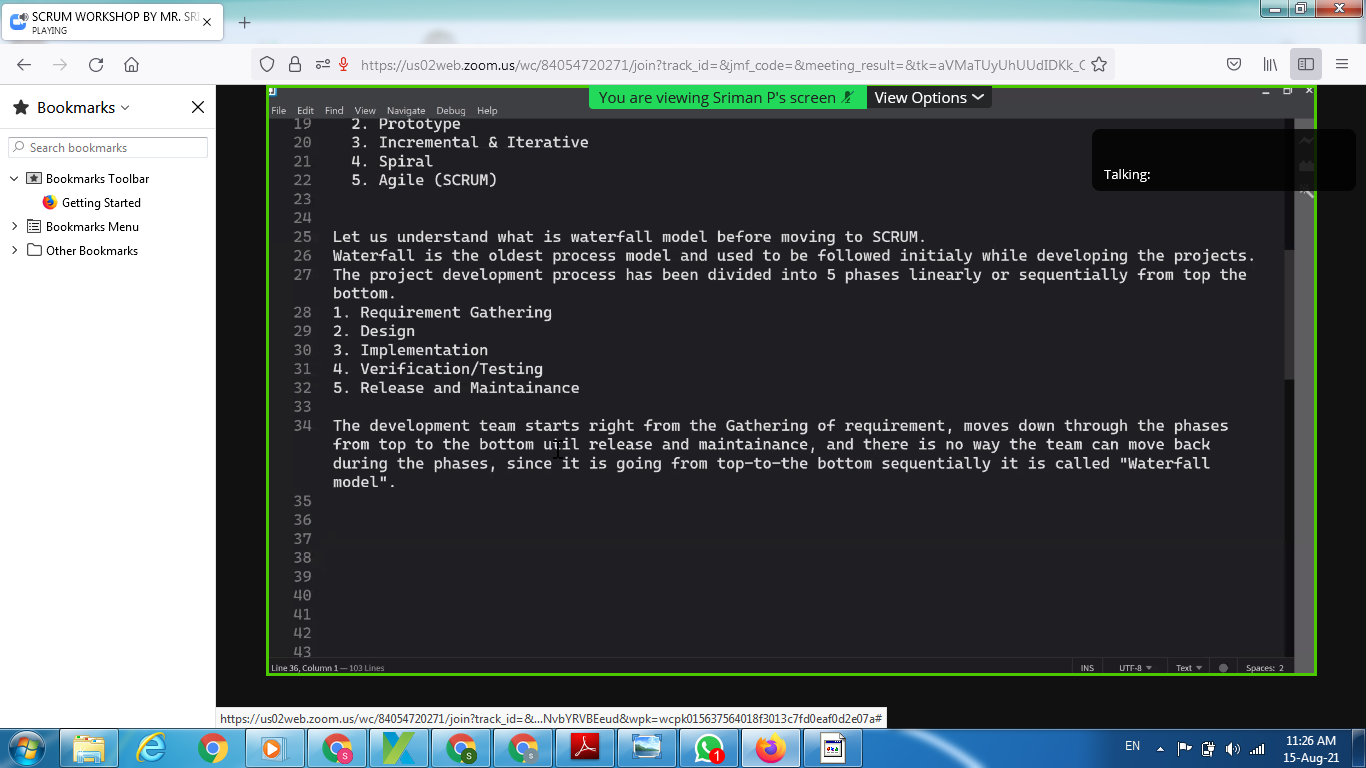 SCRUM WORKSHOP BY MR. SRI
PLAYING
https://us02web.zoom.us/wc/84054720271/join?track_id=&jmf_code=&meeting_result=&tk=aVMaTUyUhUUdIDKk_C
Bookmarks
Search bookmarks
Bookmarks Toolbar
Getting Started
Bookmarks Menu
Other Bookmarks
You are viewing Sriman P's screen
View Options
File Edit Find View Navigate Debug Help
Talking:
19 2. Prototype
20 3. Incremental & Iterative
21 4. Spiral
22 5. Agile (SCRUM)
23
24
25 Let us understand what is waterfall model before moving to SCRUM.
26 Waterfall is the oldest process model and used to be followed initialy while developing the projects.
27 The project development process has been divided into 5 phases linearly or sequentially from top the
bottom.
28 1. Requirement Gathering
29 2. Design
30 3. Implementation
31 4. Verification/Testing
32 5. Release and Maintainance
33
34 The development team starts right from the Gathering of requirement, moves down through the phases
from top to the bottom util release and maintainance, and there is no way the team can move back
during the phases, since it is going from top-to-the bottom sequentially it is called "Waterfall
model".
35
36
37
38
39
40
41
42
43
Line 36, Column 1 — 103 Lines
INS UTF-8 Text Spaces: 2
https://us02web.zoom.us/wc/84054720271/join?track_id=&...NvbYRVBEeud&wpk=wcpk015637564018f3013c7fd0eaf0d2e07a#
S
S
S
1
EN
11:26 AM
15-Aug-21